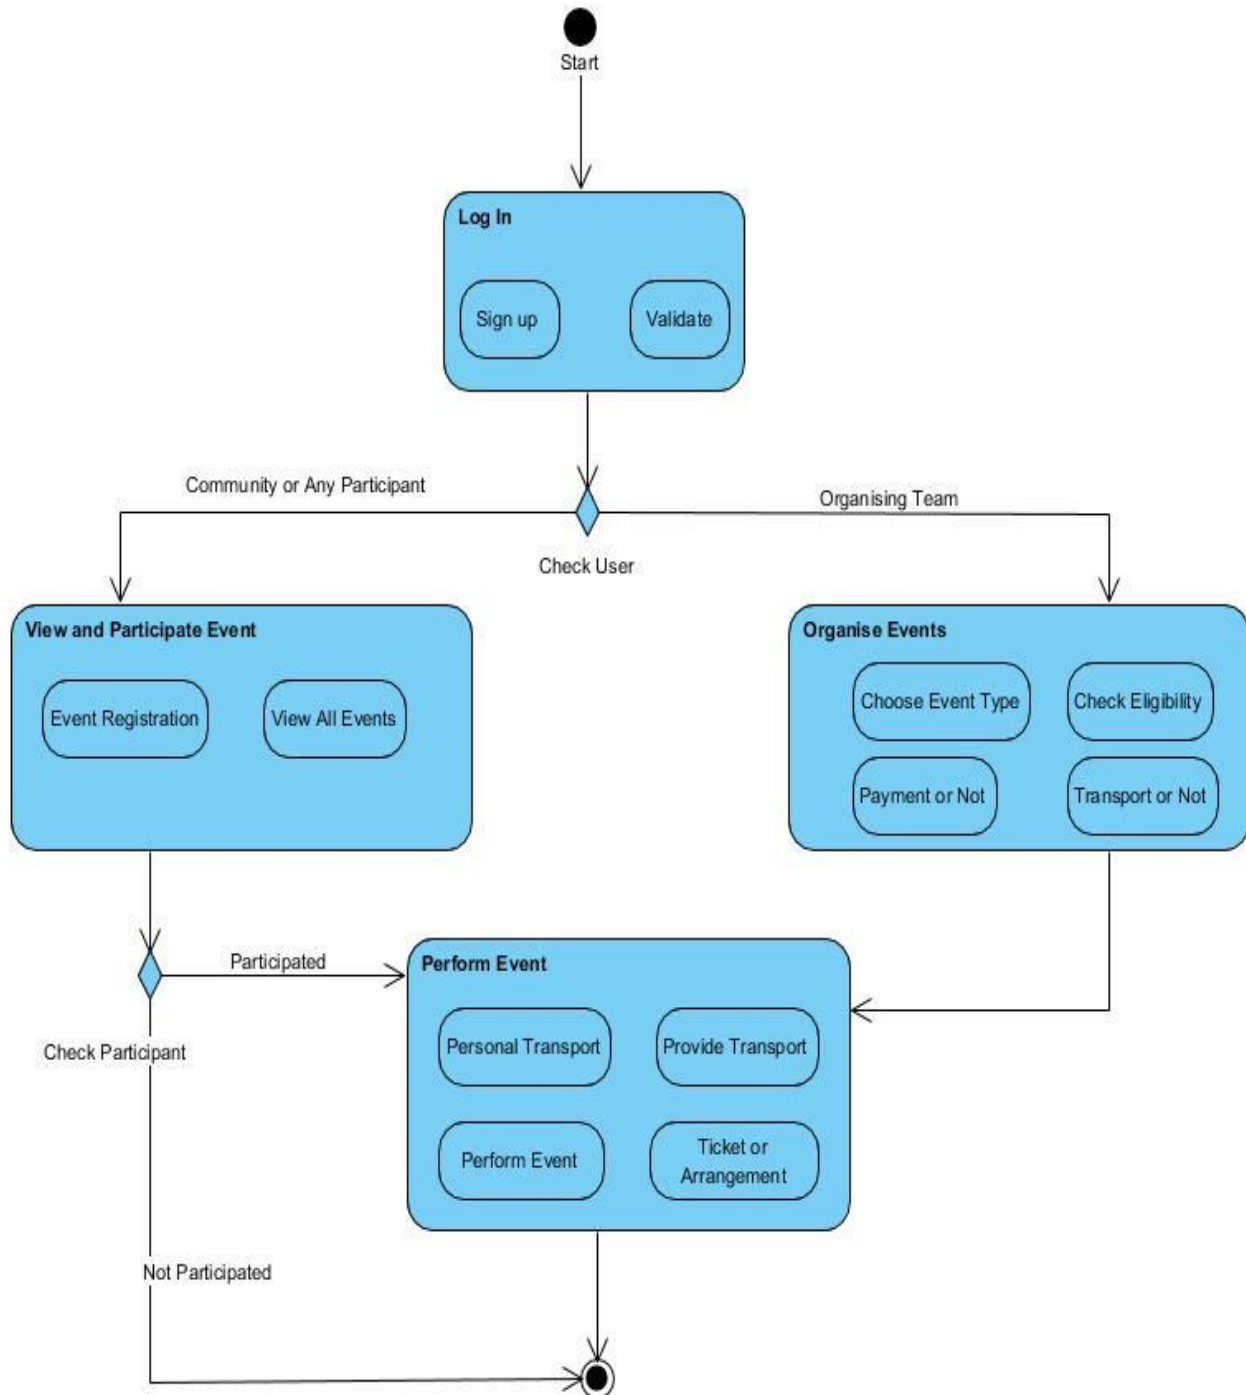 Start
Log In
Sign up
Validate
Community or Any Participant
Organising Team
Check User
View and Participate Event
Event Registration
View All Events
Organise Events
Choose Event Type
Check Eligibility
Payment or Not
Transport or Not
Participated
Check Participant
Perform Event
Personal Transport
Provide Transport
Perform Event
Ticket or
Arrangement
Not Participated